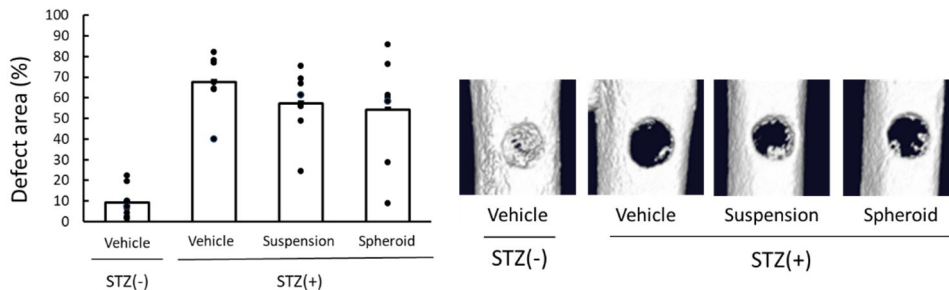 Defect area (%)
100
90
80
70
60
50
40
30
20
10
0
Vehicle Vehicle Suspension Spheroid
STZ(-) STZ(+)
Vehicle Vehicle Suspension Spheroid
STZ(-) STZ(+)